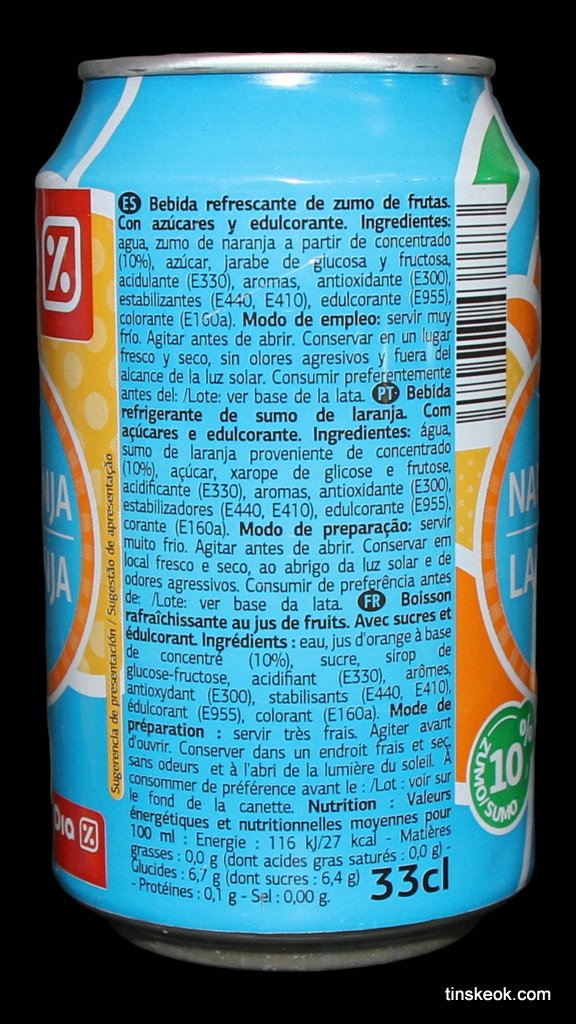 ES Bebida refrescante de zumo de frutas.
Con azúcares y edulcorante. Ingredientes:
agua, zumo de naranja a partir de concentrado
(10%), azúcar, jarabe de glucosa y fructosa,
acidulante (E330), aromas, antioxidante (E300),
estabilizantes (E440, E410), edulcorante (E955),
colorante (E160a). Modo de empleo: servir muy
frío. Agitar antes de abrir. Conservar en un lugar
fresco y seco, sin olores agresivos y fuera del
alcance de la luz solar. Consumir preferentemente
antes del: /Lote: ver base de la lata. PT Bebida
refrigerante de sumo de laranja. Com
açúcares e edulcorante. Ingredientes: água,
sumo de laranja proveniente de concentrado
(10%), açúcar, xarope de glicose e frutose,
acidificante (E330), aromas, antioxidante (E300),
estabilizadores (E440, E410), edulcorante (E955),
corante (E160a). Modo de preparação: servir
muito frio. Agitar antes de abrir. Conservar em
local fresco e seco, ao abrigo da luz solar e de
odores agressivos. Consumir de preferência antes
de: /Lote: ver base da lata. FR Boisson
rafraîchissante au jus de fruits. Avec sucres et
édulcorant. Ingrédients : eau, jus d'orange à base
de concentré (10%), sucre, sirop de
glucose-fructose, acidifiant (E330), arômes,
antioxydant (E300), stabilisants (E440, E410),
édulcorant (E955), colorant (E160a). Mode de
préparation : servir très frais. Agiter avant
d'ouvrir. Conserver dans un endroit frais et sec,
sans odeurs et à l'abri de la lumière du soleil. À
consommer de préférence avant le : /Lot : voir sur
le fond de la canette. Nutrition : Valeurs
énergétiques et nutritionnelles moyennes pour
100 ml : Energie : 116 kJ/27 kcal - Matières
grasses : 0,0 g (dont acides gras saturés : 0,0 g) -
Glucides : 6,7 g (dont sucres : 6,4 g)
- Protéines : 0,1 g - Sel : 0,00 g.
33cl
Sugerencia de presentación / Sugestão de apresentação
NJA
NJA
Dia %
%
NA
LA
10%
ZUMO/SUMO
tinskeok.com